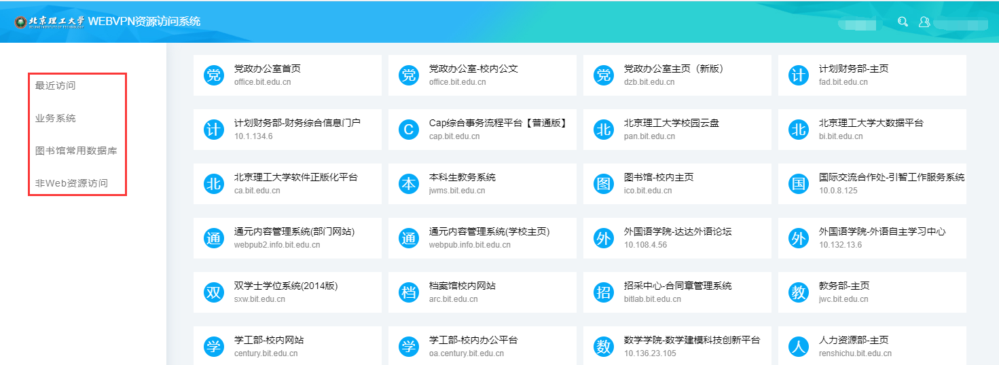 北京理工大学 WEBVPN资源访问系统
BEIJING INSTITUTE OF TECHNOLOGY
最近访问
业务系统
图书馆常用数据库
非Web资源访问
党 党政办公室首页
office.bit.edu.cn
党 党政办公室-校内公文
office.bit.edu.cn
党 党政办公室主页（新版）
dzb.bit.edu.cn
计 计划财务部-主页
fad.bit.edu.cn
计 计划财务部-财务综合信息门户
10.1.134.6
C Cap综合事务流程平台【普通版】
cap.bit.edu.cn
北 北京理工大学校园云盘
pan.bit.edu.cn
北 北京理工大学大数据平台
bi.bit.edu.cn
北 北京理工大学软件正版化平台
ca.bit.edu.cn
本 本科生教务系统
jwms.bit.edu.cn
图 图书馆-校内主页
ico.bit.edu.cn
国 国际交流合作处-引智工作服务系统
10.0.8.125
通 通元内容管理系统(部门网站)
webpub2.info.bit.edu.cn
通 通元内容管理系统(学校主页)
webpub.info.bit.edu.cn
外 外国语学院-达达外语论坛
10.108.4.56
外 外国语学院-外语自主学习中心
10.132.13.6
双 双学士学位系统(2014版)
sxw.bit.edu.cn
档 档案馆校内网站
arc.bit.edu.cn
招 招采中心-合同章管理系统
bitlab.bit.edu.cn
教 教务部-主页
jwc.bit.edu.cn
学 学工部-校内网站
century.bit.edu.cn
学 学工部-校内办公平台
oa.century.bit.edu.cn
数 数学学院-数学建模科技创新平台
10.136.23.105
人 人力资源部-主页
renshichu.bit.edu.cn